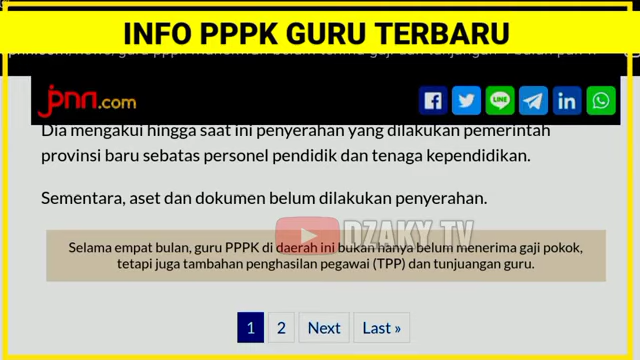 INFO PPPK GURU TERBARU
jpnn.com
Dia mengakui hingga saat ini penyerahan yang dilakukan pemerintah
provinsi baru sebatas personel pendidik dan tenaga kependidikan.
Sementara, aset dan dokumen belum dilakukan penyerahan.
DZAKY TV
Selama empat bulan, guru PPPK di daerah ini bukan hanya belum menerima gaji pokok,
tetapi juga tambahan penghasilan pegawai (TPP) dan tunjuangan guru.
1 2 Next Last »